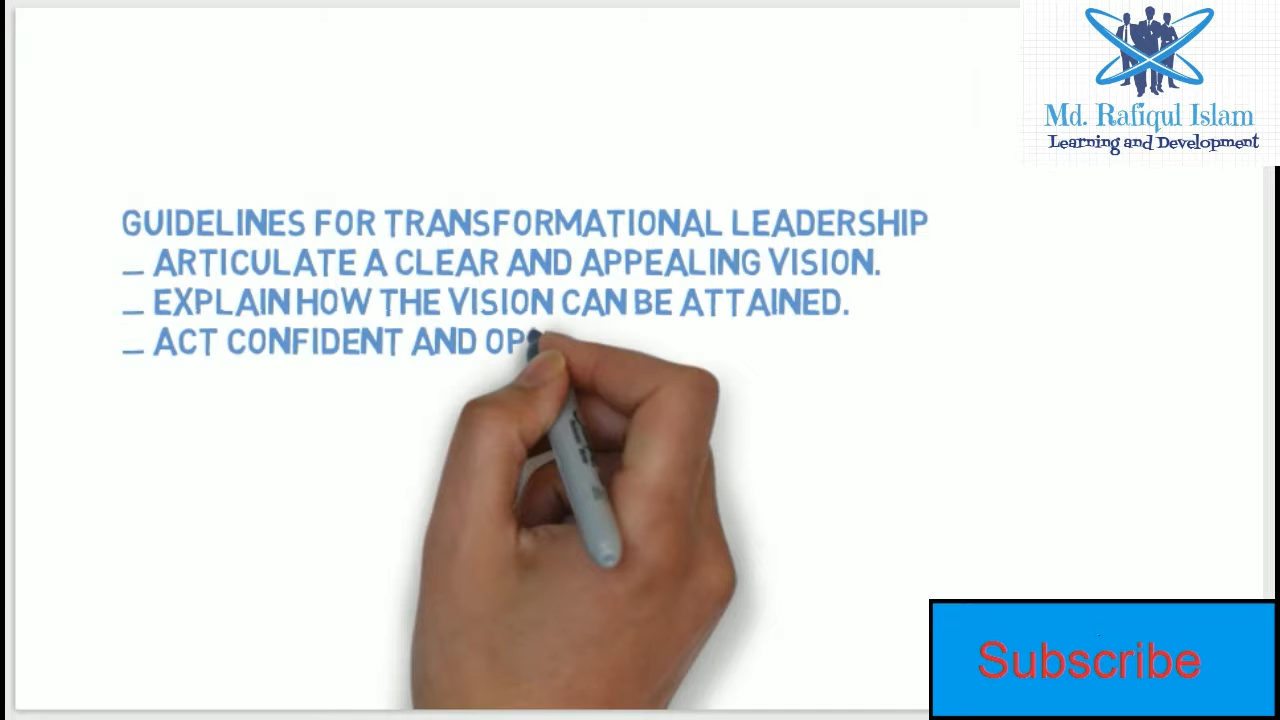 Md. Rafiqul Islam
Learning and Development
GUIDELINES FOR TRANSFORMATIONAL LEADERSHIP
_ ARTICULATE A CLEAR AND APPEALING VISION.
_ EXPLAIN HOW THE VISION CAN BE ATTAINED.
_ ACT CONFIDENT AND OP
Subscribe